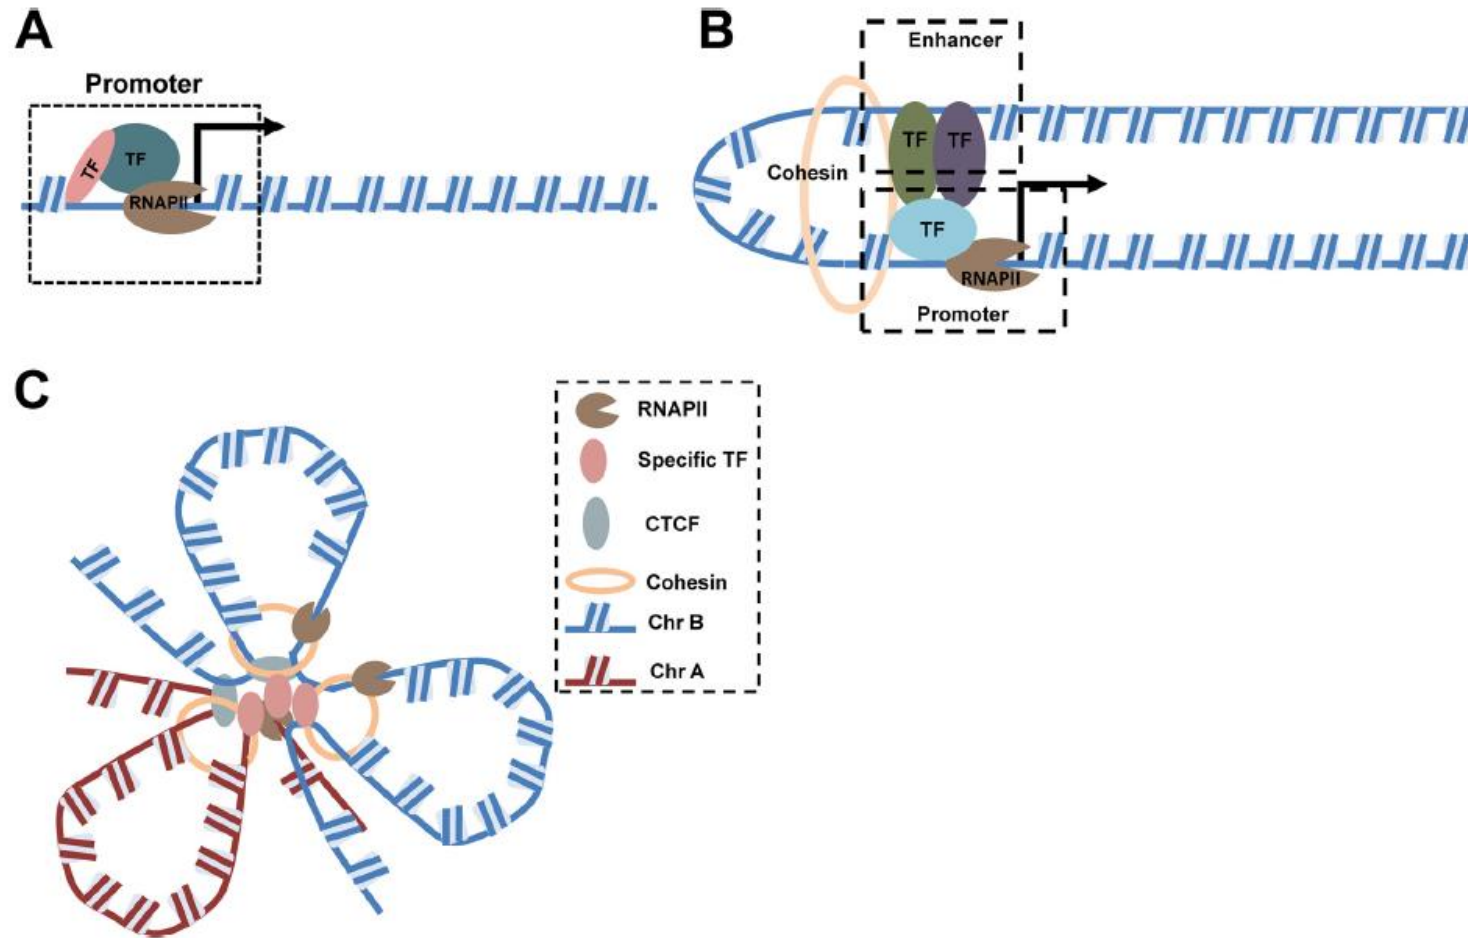 A
Promoter
TF
TF
RNAPII
B
Enhancer
TF
TF
Cohesin
TF
RNAPII
Promoter
C
RNAPII
Specific TF
CTCF
Cohesin
Chr B
Chr A